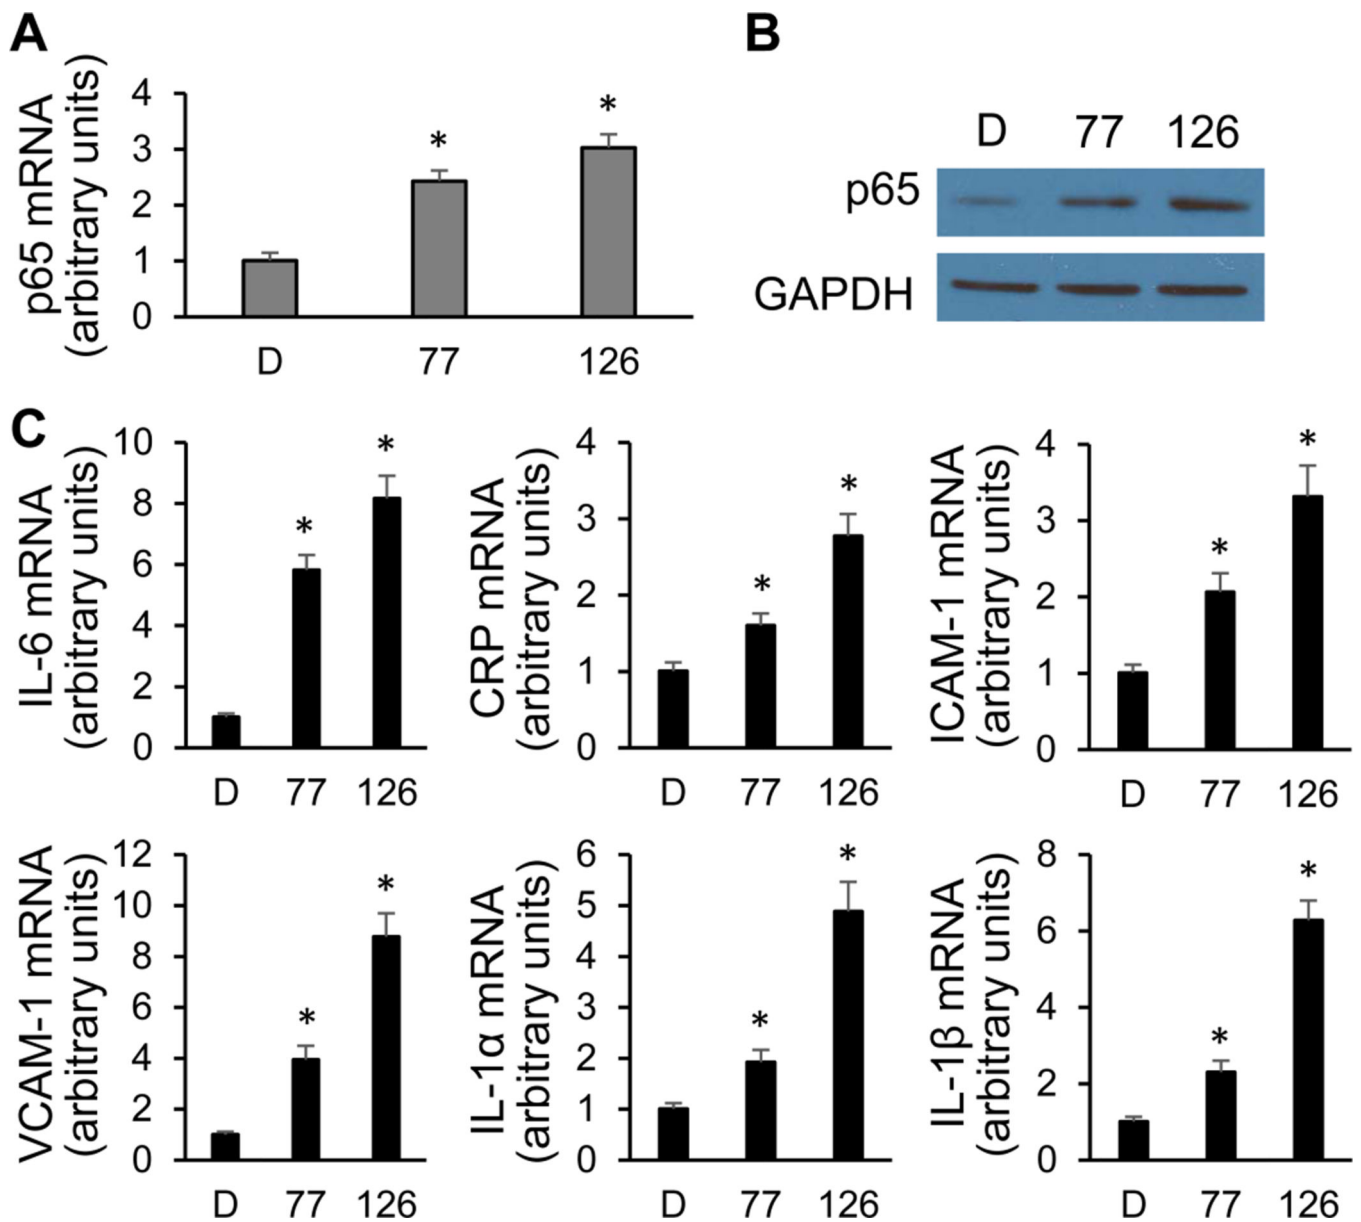 A
p65 mRNA
(arbitrary units)
4
3
2
1
0
*
*
D 77 126
B
D 77 126
p65
GAPDH
C
IL-6 mRNA
(arbitrary units)
10
8
6
4
2
0
*
*
D 77 126
CRP mRNA
(arbitrary units)
4
3
2
1
0
*
*
D 77 126
ICAM-1 mRNA
(arbitrary units)
4
3
2
1
0
*
*
D 77 126
VCAM-1 mRNA
(arbitrary units)
12
10
8
6
4
2
0
*
*
D 77 126
IL-1α mRNA
(arbitrary units)
6
5
4
3
2
1
0
*
*
D 77 126
IL-1β mRNA
(arbitrary units)
8
6
4
2
0
*
*
D 77 126